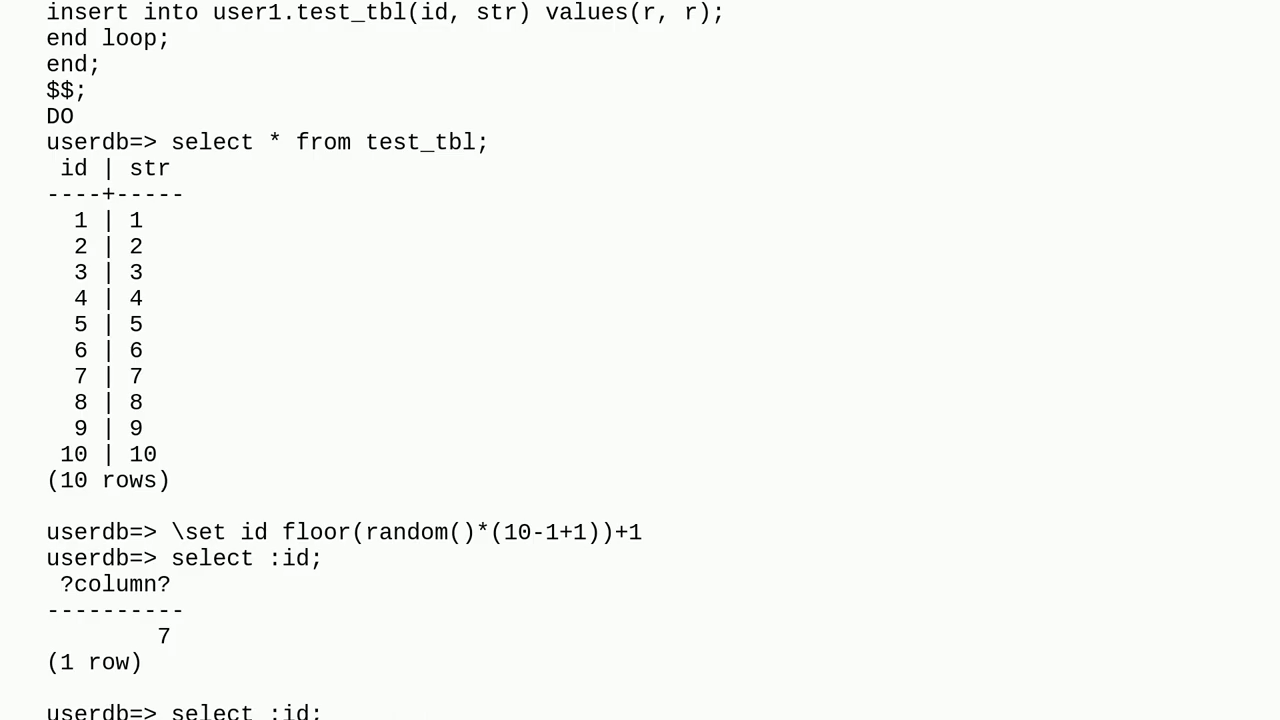 insert into user1.test_tbl(id, str) values(r, r);
end loop;
end;
$$;
DO
userdb=> select * from test_tbl;
 id | str
----+-----
  1 | 1
  2 | 2
  3 | 3
  4 | 4
  5 | 5
  6 | 6
  7 | 7
  8 | 8
  9 | 9
 10 | 10
(10 rows)

userdb=> \set id floor(random()*(10-1+1))+1
userdb=> select :id;
 ?column?
----------
        7
(1 row)

userdb=> select :id;